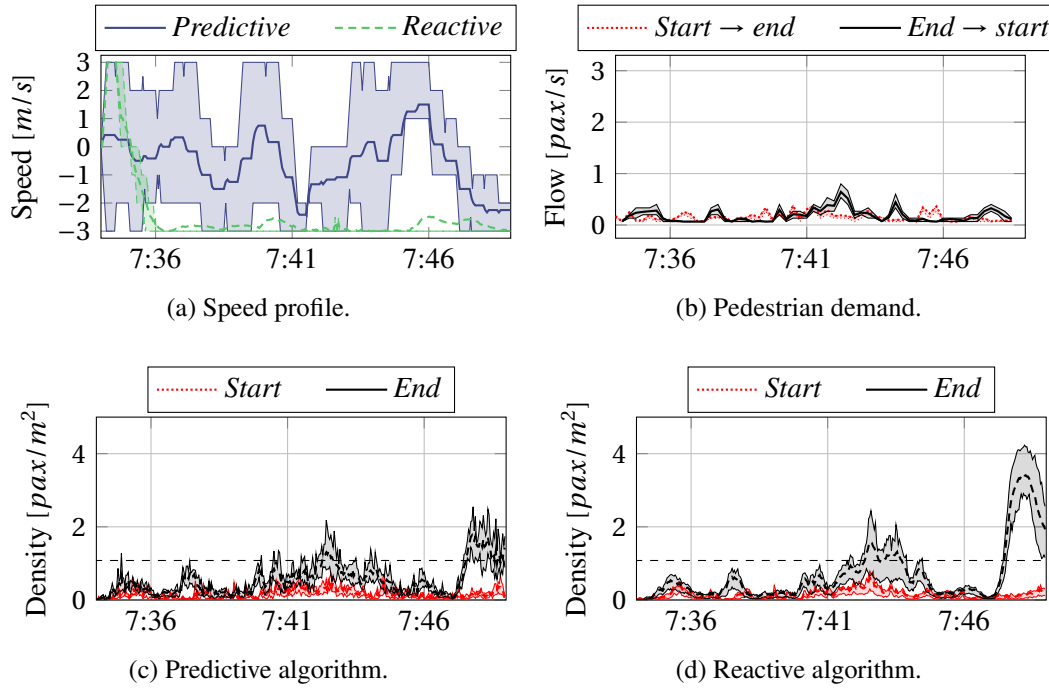 Predictive Reactive
Start → end End → start
Speed [m/s]
3
2
1
0
−1
−2
−3
7:36 7:41 7:46
(a) Speed profile.
Flow [pax/s]
3
2
1
0
7:36 7:41 7:46
(b) Pedestrian demand.
Start End
Density [pax/m²]
4
2
0
7:36 7:41 7:46
(c) Predictive algorithm.
Start End
Density [pax/m²]
4
2
0
7:36 7:41 7:46
(d) Reactive algorithm.